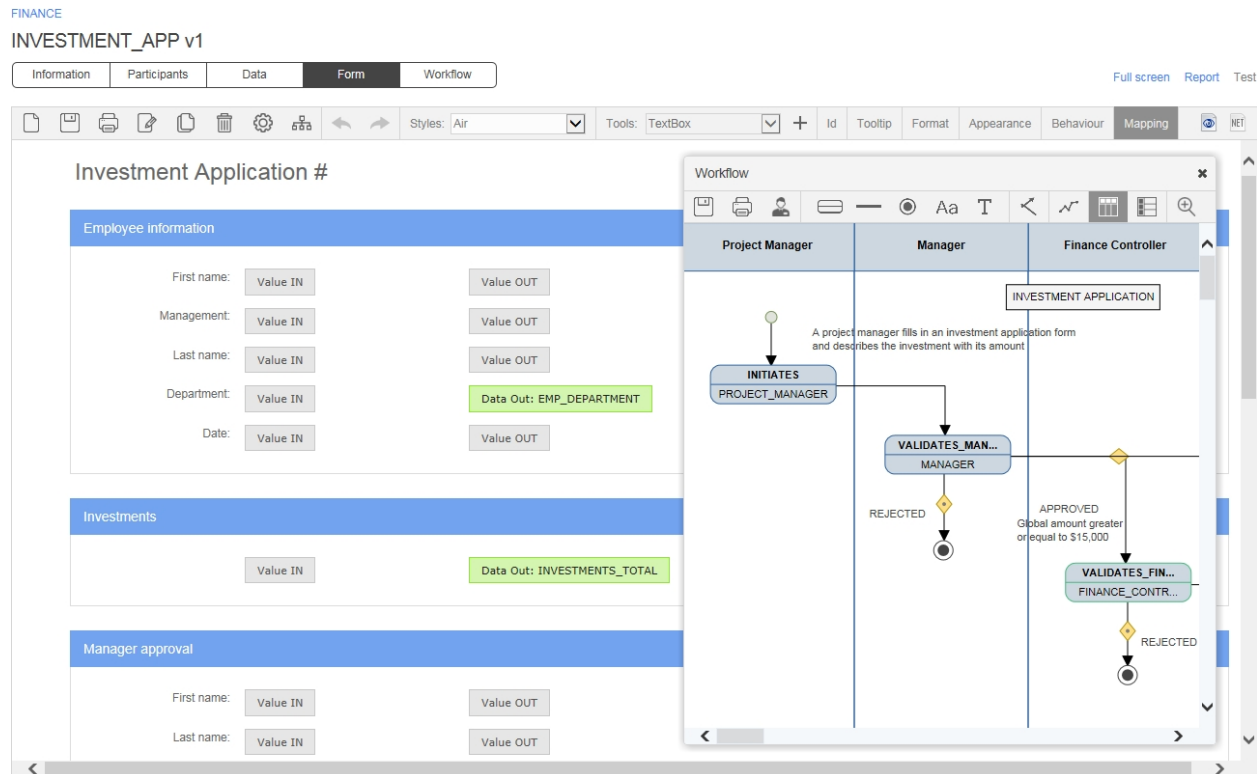 FINANCE
INVESTMENT_APP v1
Information Participants Data Form Workflow
Full screen Report Test
Styles: Air Tools: TextBox Id Tooltip Format Appearance Behaviour Mapping NET
Investment Application #
Employee information
First name: Value IN Value OUT
Management: Value IN Value OUT
Last name: Value IN Value OUT
Department: Value IN Data Out: EMP_DEPARTMENT
Date: Value IN Value OUT
Investments
Value IN Data Out: INVESTMENTS_TOTAL
Manager approval
First name: Value IN Value OUT
Last name: Value IN Value OUT
Workflow
Aa T
Project Manager Manager Finance Controller
INVESTMENT APPLICATION
A project manager fills in an investment application form
and describes the investment with its amount
INITIATES
PROJECT_MANAGER
VALIDATES_MAN...
MANAGER
REJECTED
APPROVED
Global amount greater
or equal to $15,000
VALIDATES_FIN...
FINANCE_CONTR...
REJECTED